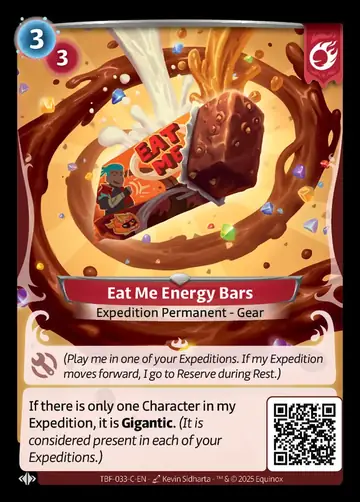 3
3
EAT
ME
Eat Me Energy Bars
Expedition Permanent - Gear
(Play me in one of your Expeditions. If my Expedition
moves forward, I go to Reserve during Rest.)
If there is only one Character in my
Expedition, it is Gigantic. (It is
considered present in each of your
Expeditions.)
TBF-033-C-EN - Kevin Sidharta - ™ & © 2025 Equinox